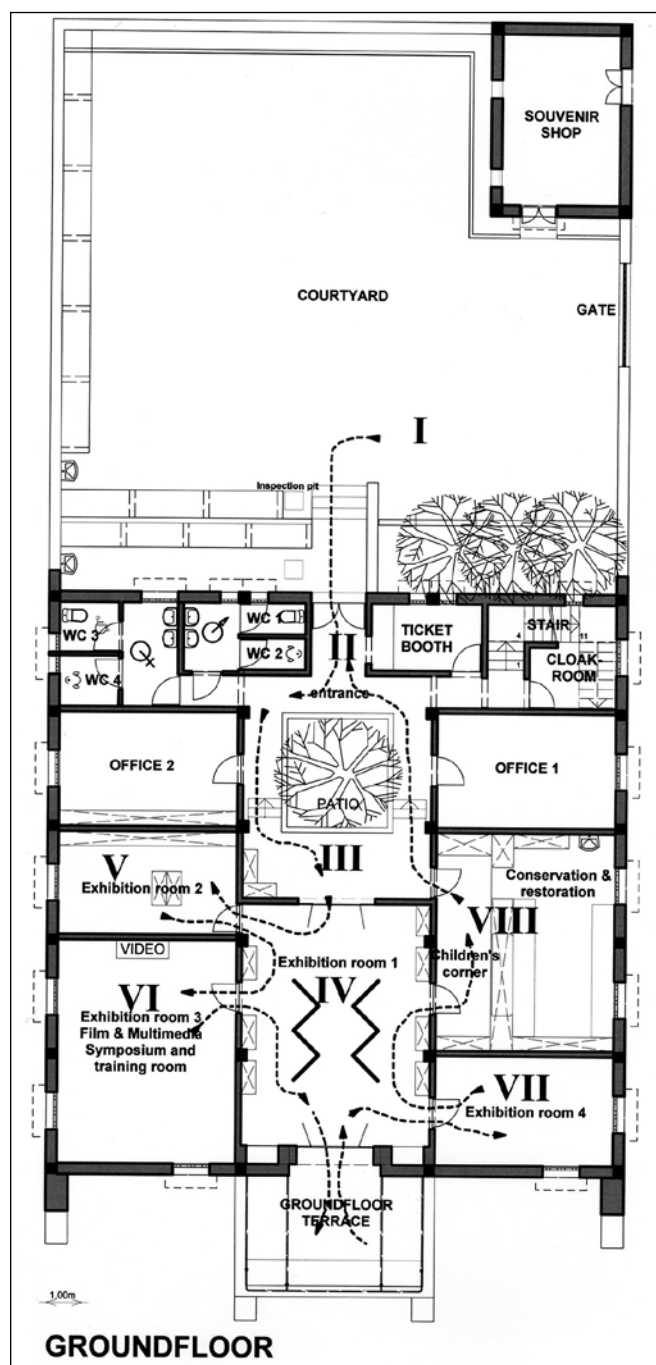 SOUVENIR
SHOP
COURTYARD
GATE
I
Inspection pit
WC 3
WC 1
WC 4
WC 2
II
TICKET
BOOTH
STAIR
4
11
1
CLOAK-
ROOM
entrance
OFFICE 2
PATIO
OFFICE 1
III
V
Exhibition room 2
Conservation &
restoration
VIII
Children's
corner
VIDEO
Exhibition room 1
IV
VI
Exhibition room 3
Film & Multimedia
Symposium and
training room
VII
Exhibition room 4
GROUNDFLOOR
TERRACE
1,00m
GROUNDFLOOR